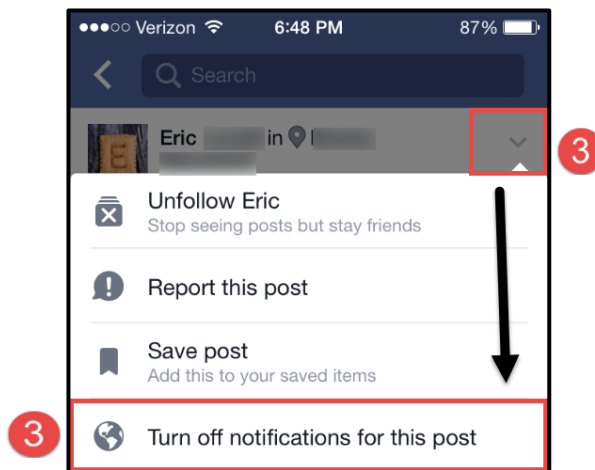 Verizon 6:48 PM 87%
Search
Eric in
3
Unfollow Eric
Stop seeing posts but stay friends
Report this post
Save post
Add this to your saved items
3 Turn off notifications for this post